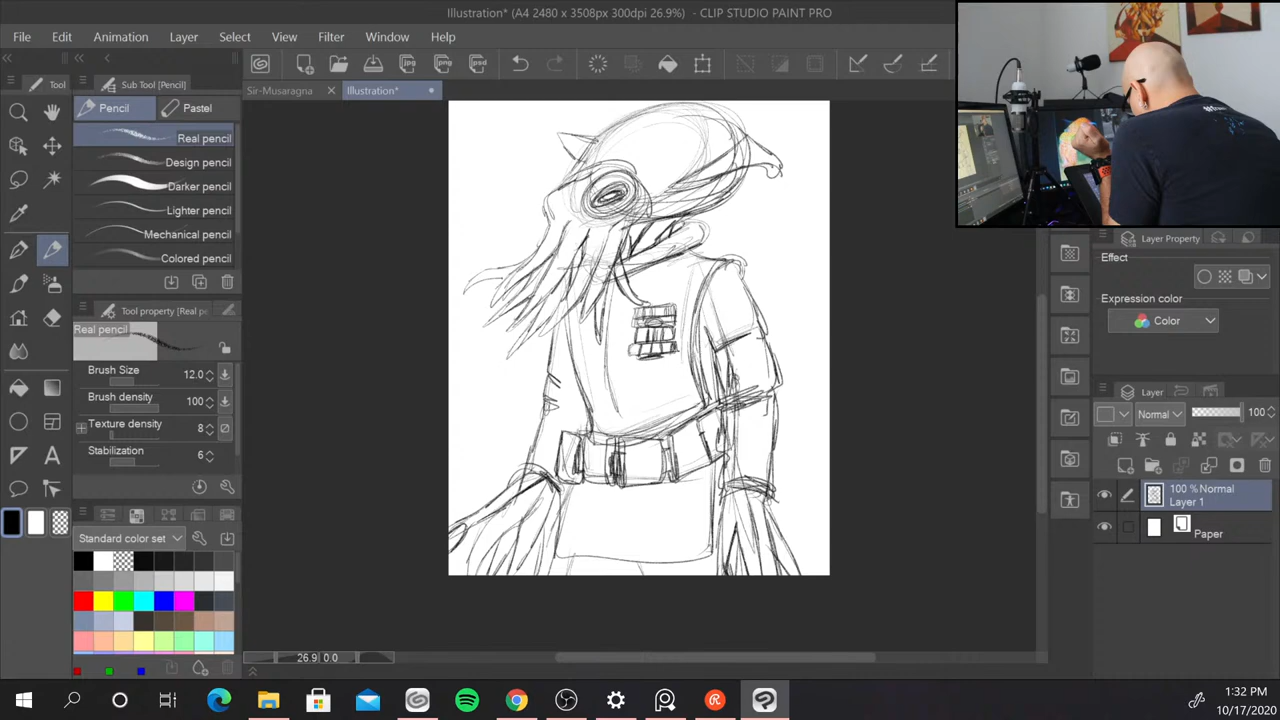 Illustration* (A4 2480 x 3508px 300dpi 26.9%) - CLIP STUDIO PAINT PRO
File Edit Animation Layer Select View Filter Window Help
Tool
Sub Tool [Pencil]
Sir-Musaragna
Illustration*
Pencil
Pastel
Real pencil
Design pencil
Darker pencil
Lighter pencil
Mechanical pencil
Colored pencil
Tool property [Real pe
Real pencil
Brush Size 12.0
Brush density 100
Texture density 8
Stabilization 6
Standard color set
26.9 0:0
Layer Property
Effect
Expression color
Color
Layer
Normal 100
100 % Normal
Layer 1
Paper
jpg
png
psd
1:32 PM
10/17/2020